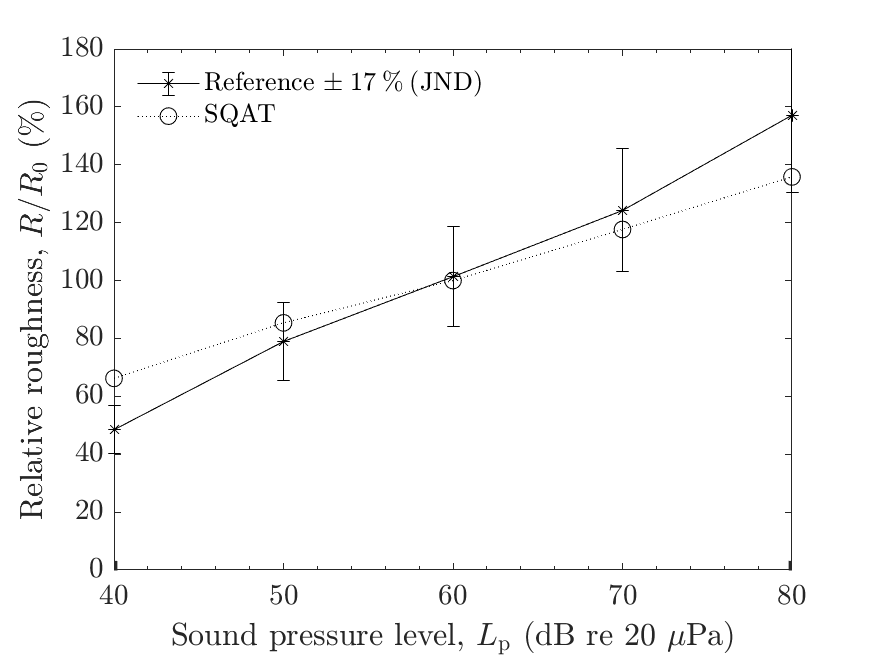 Relative roughness, R/R₀ (%)
180
160
140
120
100
80
60
40
20
0
Reference ± 17 % (JND)
SQAT
40 50 60 70 80
Sound pressure level, Lₚ (dB re 20 μPa)